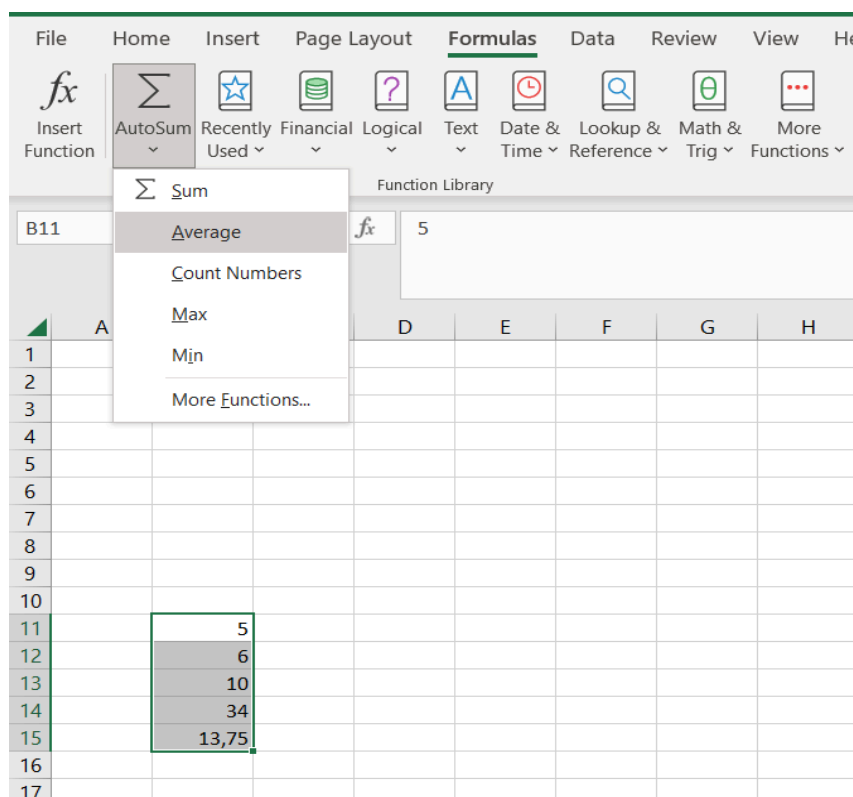 File Home Insert Page Layout Formulas Data Review View He
fx Σ ? A θ
Insert AutoSum Recently Financial Logical Text Date & Lookup & Math & More
Function Used Time Reference Trig Functions
Σ Sum Function Library
B11 Average fx 5
Count Numbers
Max
A D E F G H
1 Min
2
3 More Functions...
4
5
6
7
8
9
10
11 5
12 6
13 10
14 34
15 13,75
16
17